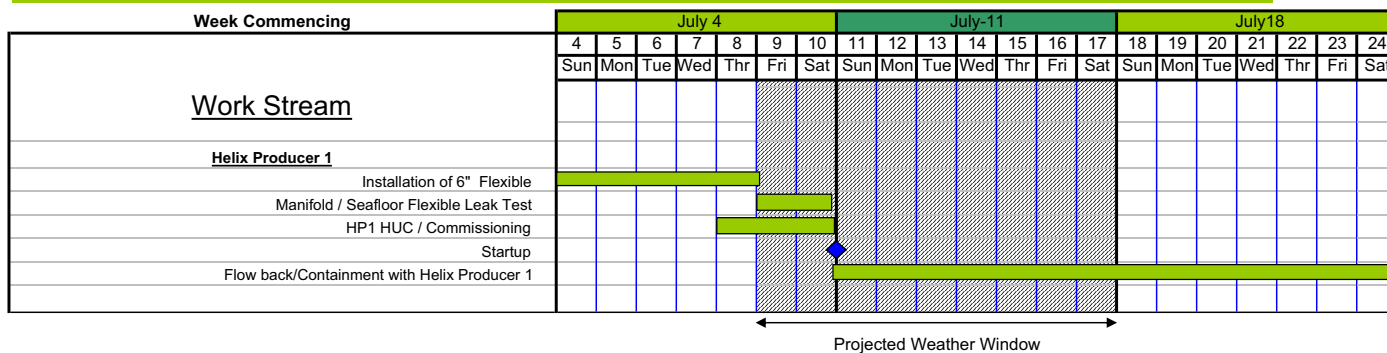 Week Commencing July 4 July-11 July18
4 5 6 7 8 9 10 11 12 13 14 15 16 17 18 19 20 21 22 23 24
Sun Mon Tue Wed Thr Fri Sat Sun Mon Tue Wed Thr Fri Sat Sun Mon Tue Wed Thr Fri Sat
Work Stream
Helix Producer 1
Installation of 6" Flexible
Manifold / Seafloor Flexible Leak Test
HP1 HUC / Commissioning
Startup
Flow back/Containment with Helix Producer 1
Projected Weather Window